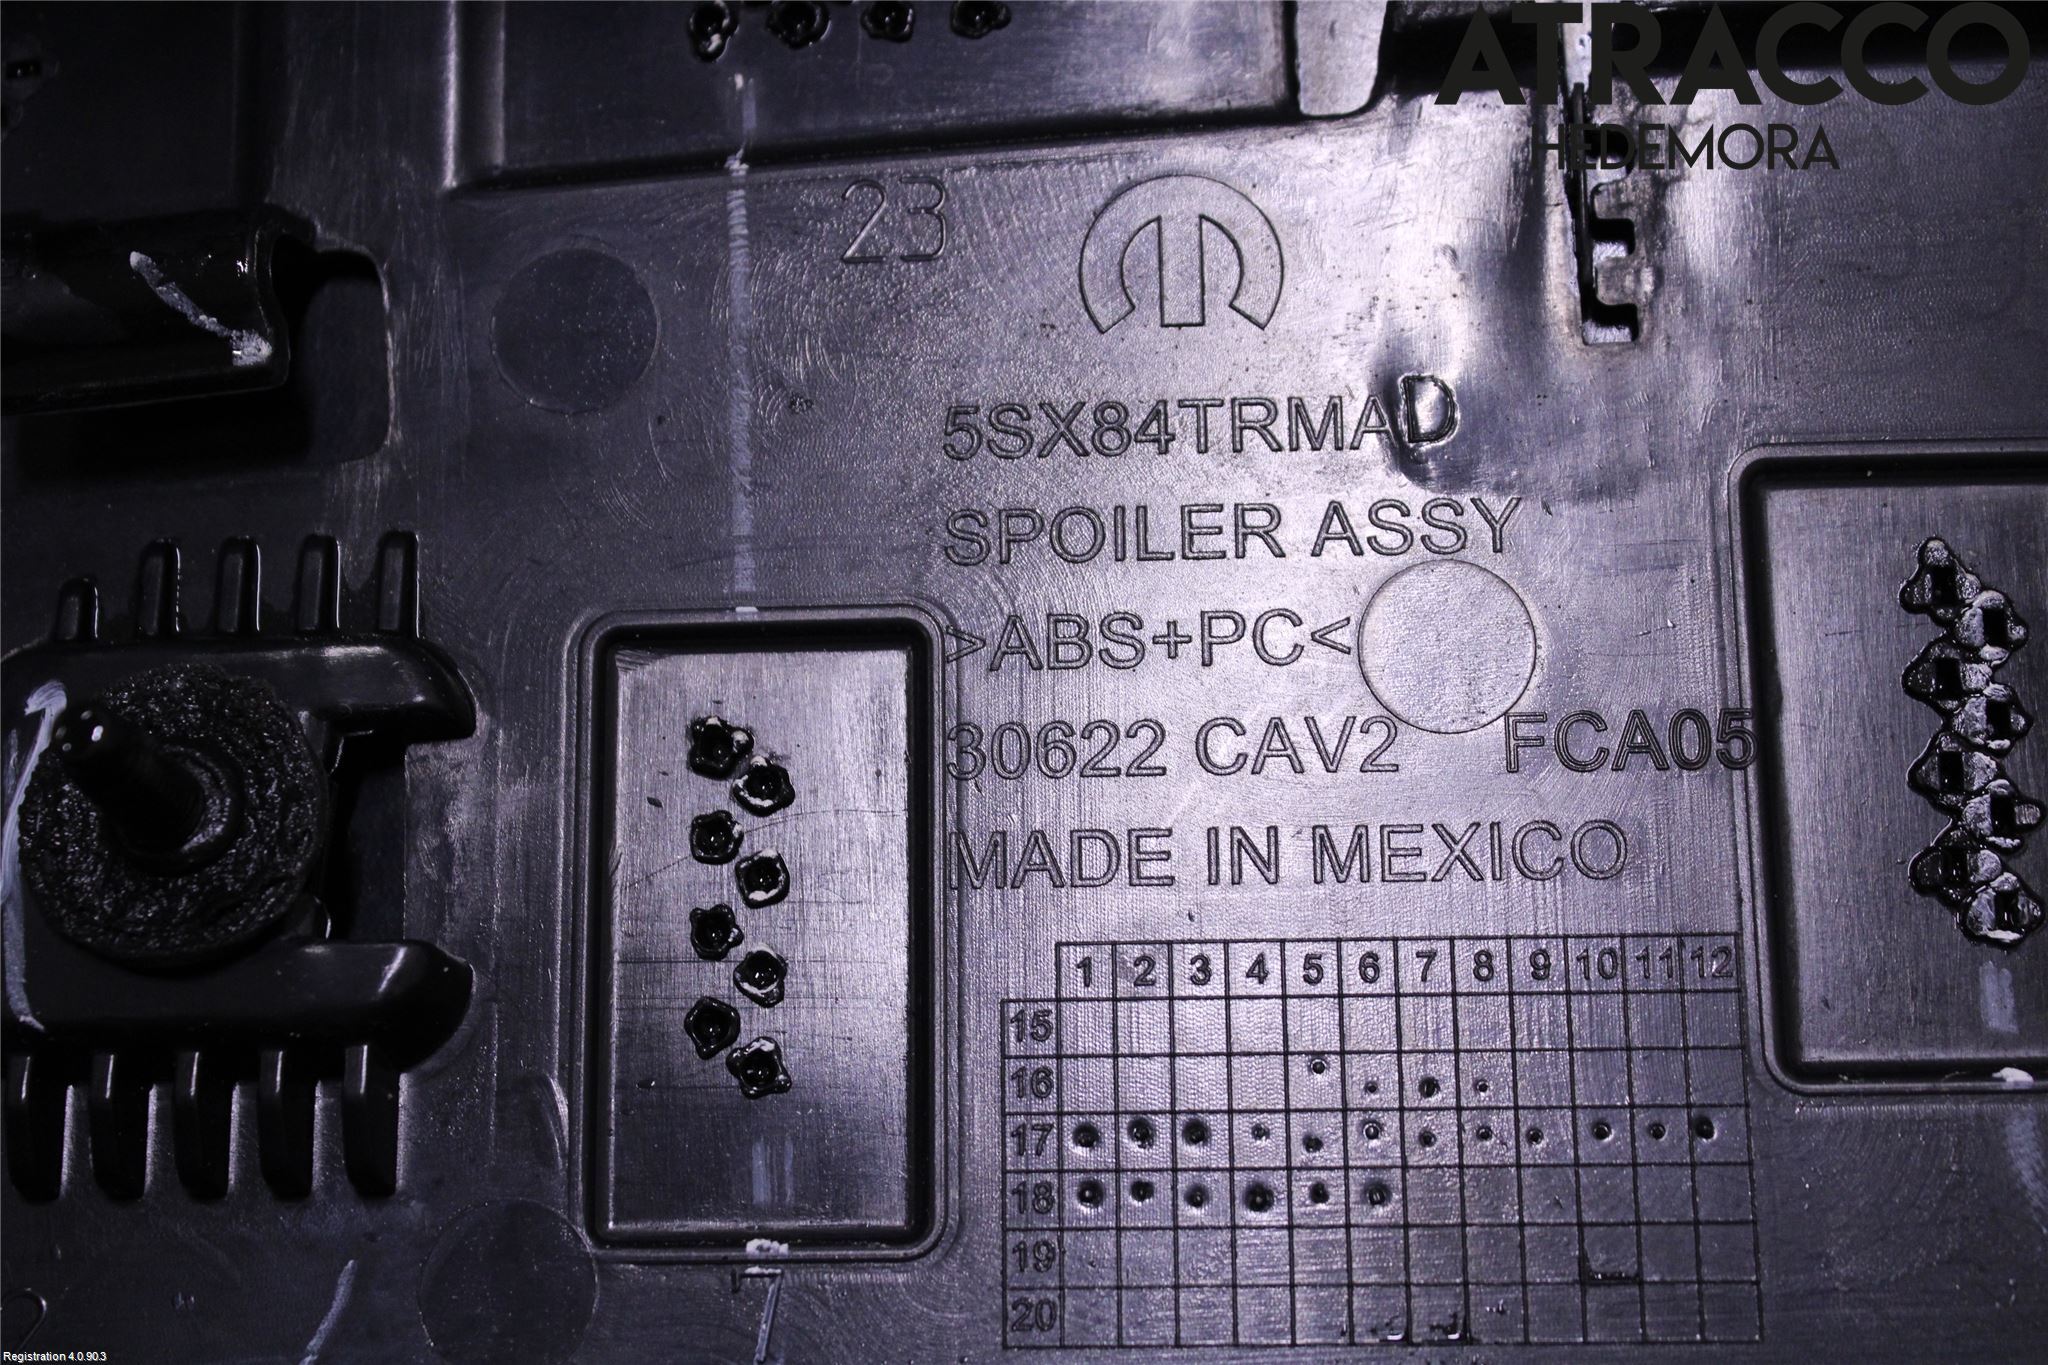 ATRACCO
HEDEMORA
23
5SX84TRMAD
SPOILER ASSY
>ABS+PC<
30622 CAV2 FCA05
MADE IN MEXICO
1 2 3 4 5 6 7 8 9 10 11 12
15
16
17
18
19
20
Registration 4.0.90.3